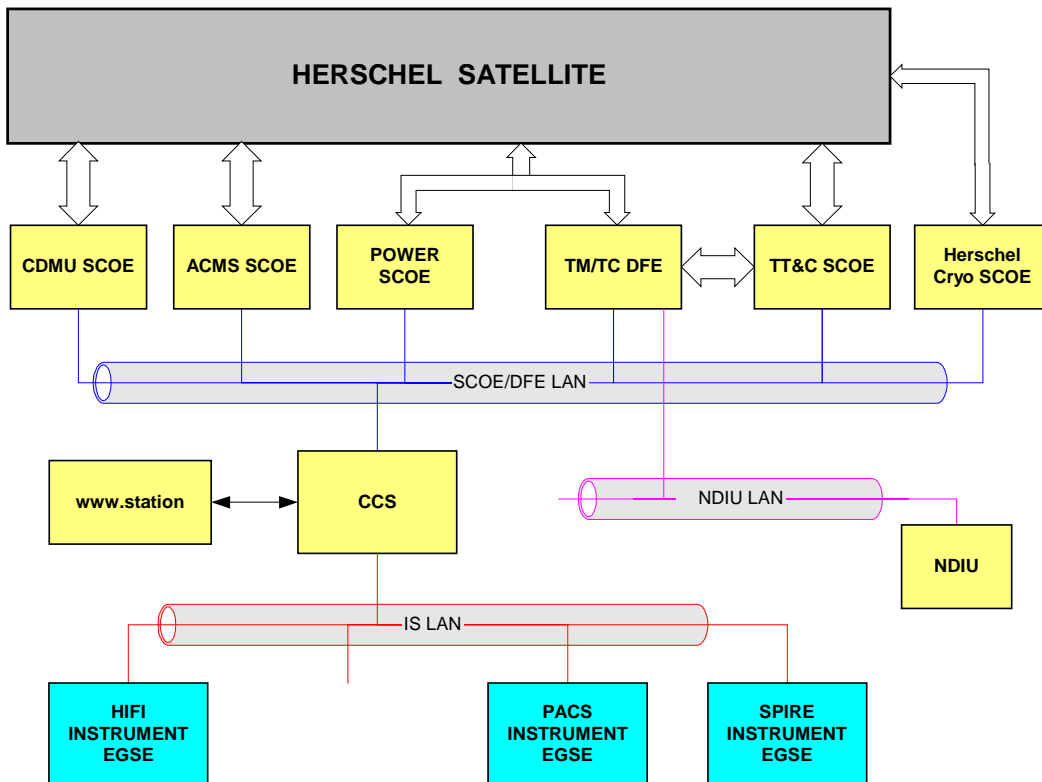 HERSCHEL SATELLITE
CDMU SCOE
ACMS SCOE
POWER
SCOE
TM/TC DFE
TT&C SCOE
Herschel
Cryo SCOE
SCOE/DFE LAN
www.station
CCS
NDIU LAN
NDIU
IS LAN
HIFI
INSTRUMENT
EGSE
PACS
INSTRUMENT
EGSE
SPIRE
INSTRUMENT
EGSE